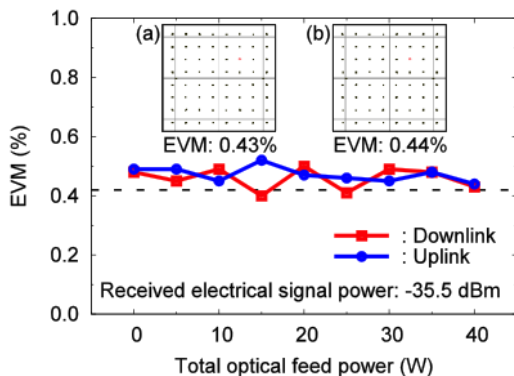 1.0
(a)
(b)
0.8
EVM: 0.43%
EVM: 0.44%
0.6
EVM (%)
0.4
: Downlink
: Uplink
0.2
Received electrical signal power: -35.5 dBm
0.0
0 10 20 30 40
Total optical feed power (W)